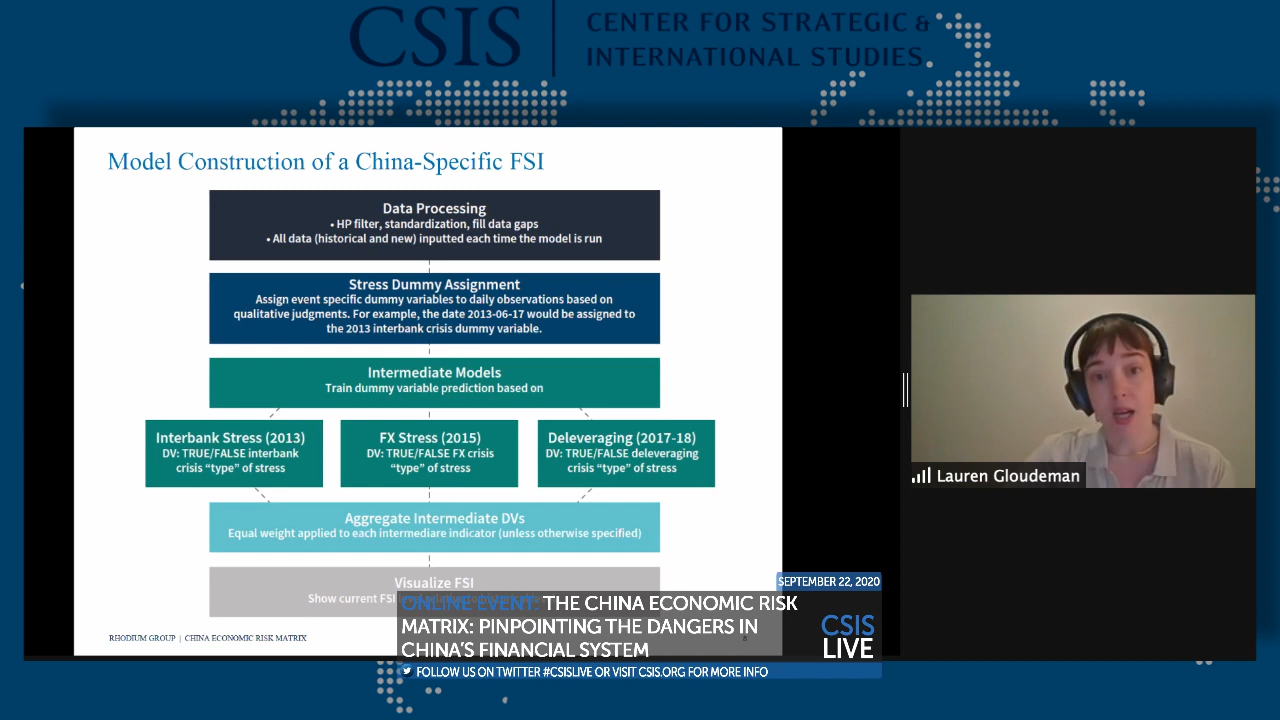 CSIS
CENTER FOR STRATEGIC &
INTERNATIONAL STUDIES
Model Construction of a China-Specific FSI
Data Processing
• HP filter, standardization, fill data gaps
• All data (historical and new) inputted each time the model is run
Stress Dummy Assignment
Assign event specific dummy variables to daily observations based on
qualitative judgments. For example, the date 2013-06-17 would be assigned to
the 2013 interbank crisis dummy variable.
Intermediate Models
Train dummy variable prediction based on
Interbank Stress (2013)
DV: TRUE/FALSE interbank
crisis “type” of stress
FX Stress (2015)
DV: TRUE/FALSE FX crisis
“type” of stress
Deleveraging (2017-18)
DV: TRUE/FALSE deleveraging
crisis “type” of stress
Aggregate Intermediate DVs
Equal weight applied to each intermediare indicator (unless otherwise specified)
Visualize FSI
Show current FSI
RHODIUM GROUP | CHINA ECONOMIC RISK MATRIX
8
Lauren Gloudeman
SEPTEMBER 22, 2020
ONLINE EVENT: THE CHINA ECONOMIC RISK
MATRIX: PINPOINTING THE DANGERS IN
CHINA'S FINANCIAL SYSTEM
CSIS
LIVE
FOLLOW US ON TWITTER #CSISLIVE OR VISIT CSIS.ORG FOR MORE INFO